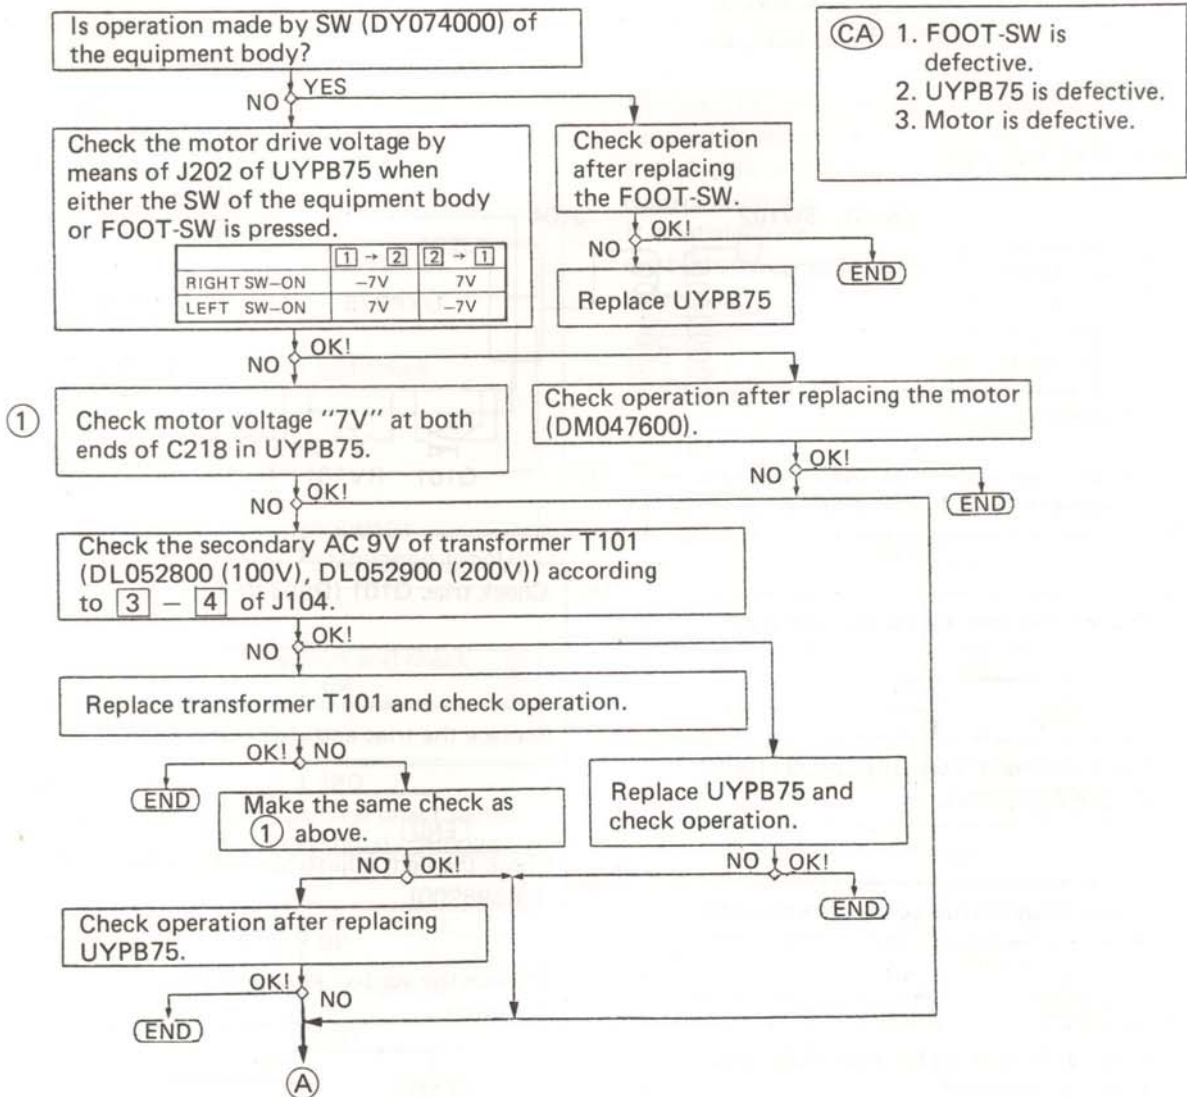 Is operation made by SW (DY074000) of
the equipment body?
CA 1. FOOT-SW is
defective.
2. UYPB75 is defective.
3. Motor is defective.
NO YES
Check the motor drive voltage by
means of J202 of UYPB75 when
either the SW of the equipment body
or FOOT-SW is pressed.
1 → 2 2 → 1
RIGHT SW–ON –7V 7V
LEFT SW–ON 7V –7V
Check operation
after replacing
the FOOT-SW.
NO OK!
END
Replace UYPB75
NO OK!
1 Check motor voltage "7V" at both
ends of C218 in UYPB75.
Check operation after replacing the motor
(DM047600).
NO OK!
END
NO OK!
Check the secondary AC 9V of transformer T101
(DL052800 (100V), DL052900 (200V)) according
to 3 – 4 of J104.
NO OK!
Replace transformer T101 and check operation.
OK! NO
END
Make the same check as
1 above.
Replace UYPB75 and
check operation.
NO OK!
NO OK!
END
Check operation after replacing
UYPB75.
OK! NO
END
A